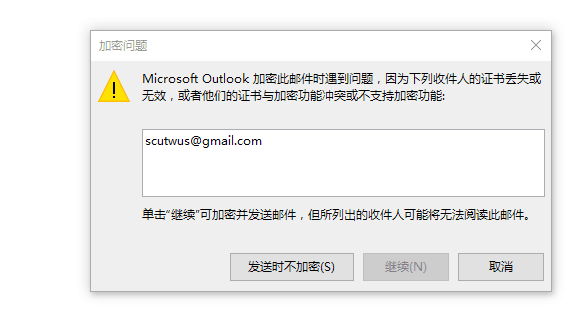 加密问题
Microsoft Outlook 加密此邮件时遇到问题，因为下列收件人的证书丢失或
无效，或者他们的证书与加密功能冲突或不支持加密功能:
scutwus@gmail.com
单击“继续”可加密并发送邮件，但所列出的收件人可能将无法阅读此邮件。
发送时不加密(S)
继续(N)
取消